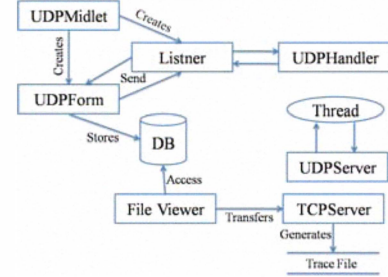 UDPMidlet
Creates
Creates
Listner
UDPHandler
Send
UDPForm
Thread
Stores
DB
UDPServer
Access
File Viewer
Transfers
TCPServer
Generates
Trace File